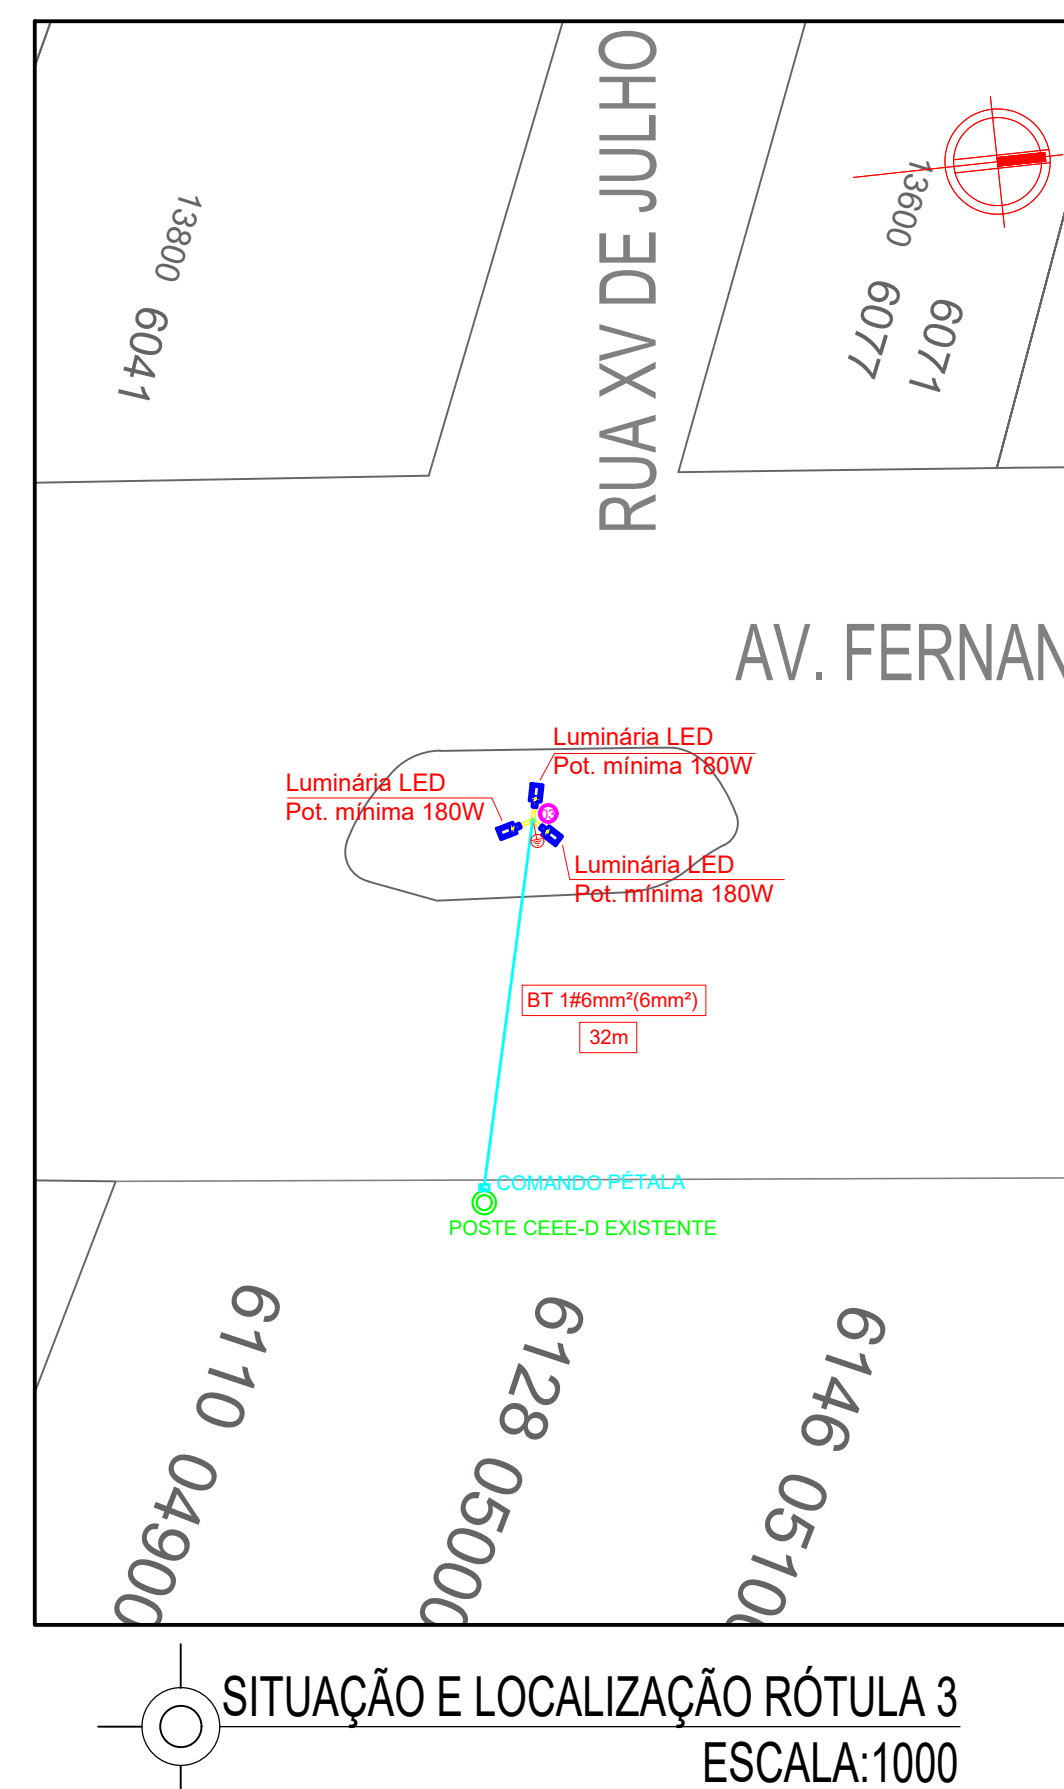 RUA XV DE JULHO
13800 6041
13600 6077
6071
AV. FERNAN
Luminária LED
Pot. mínima 180W
Luminária LED
Pot. mínima 180W
03
Luminária LED
Pot. mínima 180W
BT 1#6mm²(6mm²)
32m
COMANDO PÉTALA
POSTE CEEE-D EXISTENTE
6110 04900
6128 05000
6146 0510
SITUAÇÃO E LOCALIZAÇÃO RÓTULA 3
ESCALA:1000